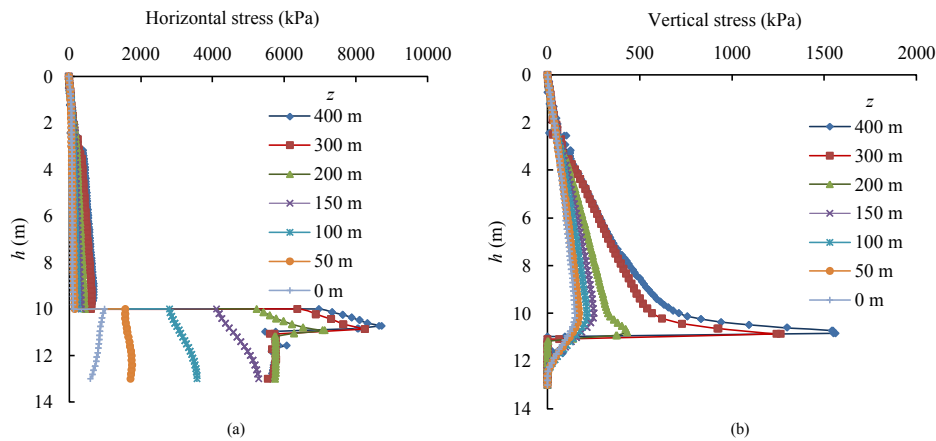 Horizontal stress (kPa)
0 2000 4000 6000 8000 10000
0
2
4
6
8
10
12
14
h (m)
z
400 m
300 m
200 m
150 m
100 m
50 m
0 m
(a)
Vertical stress (kPa)
0 500 1000 1500 2000
0
2
4
6
8
10
12
14
h (m)
z
400 m
300 m
200 m
150 m
100 m
50 m
0 m
(b)